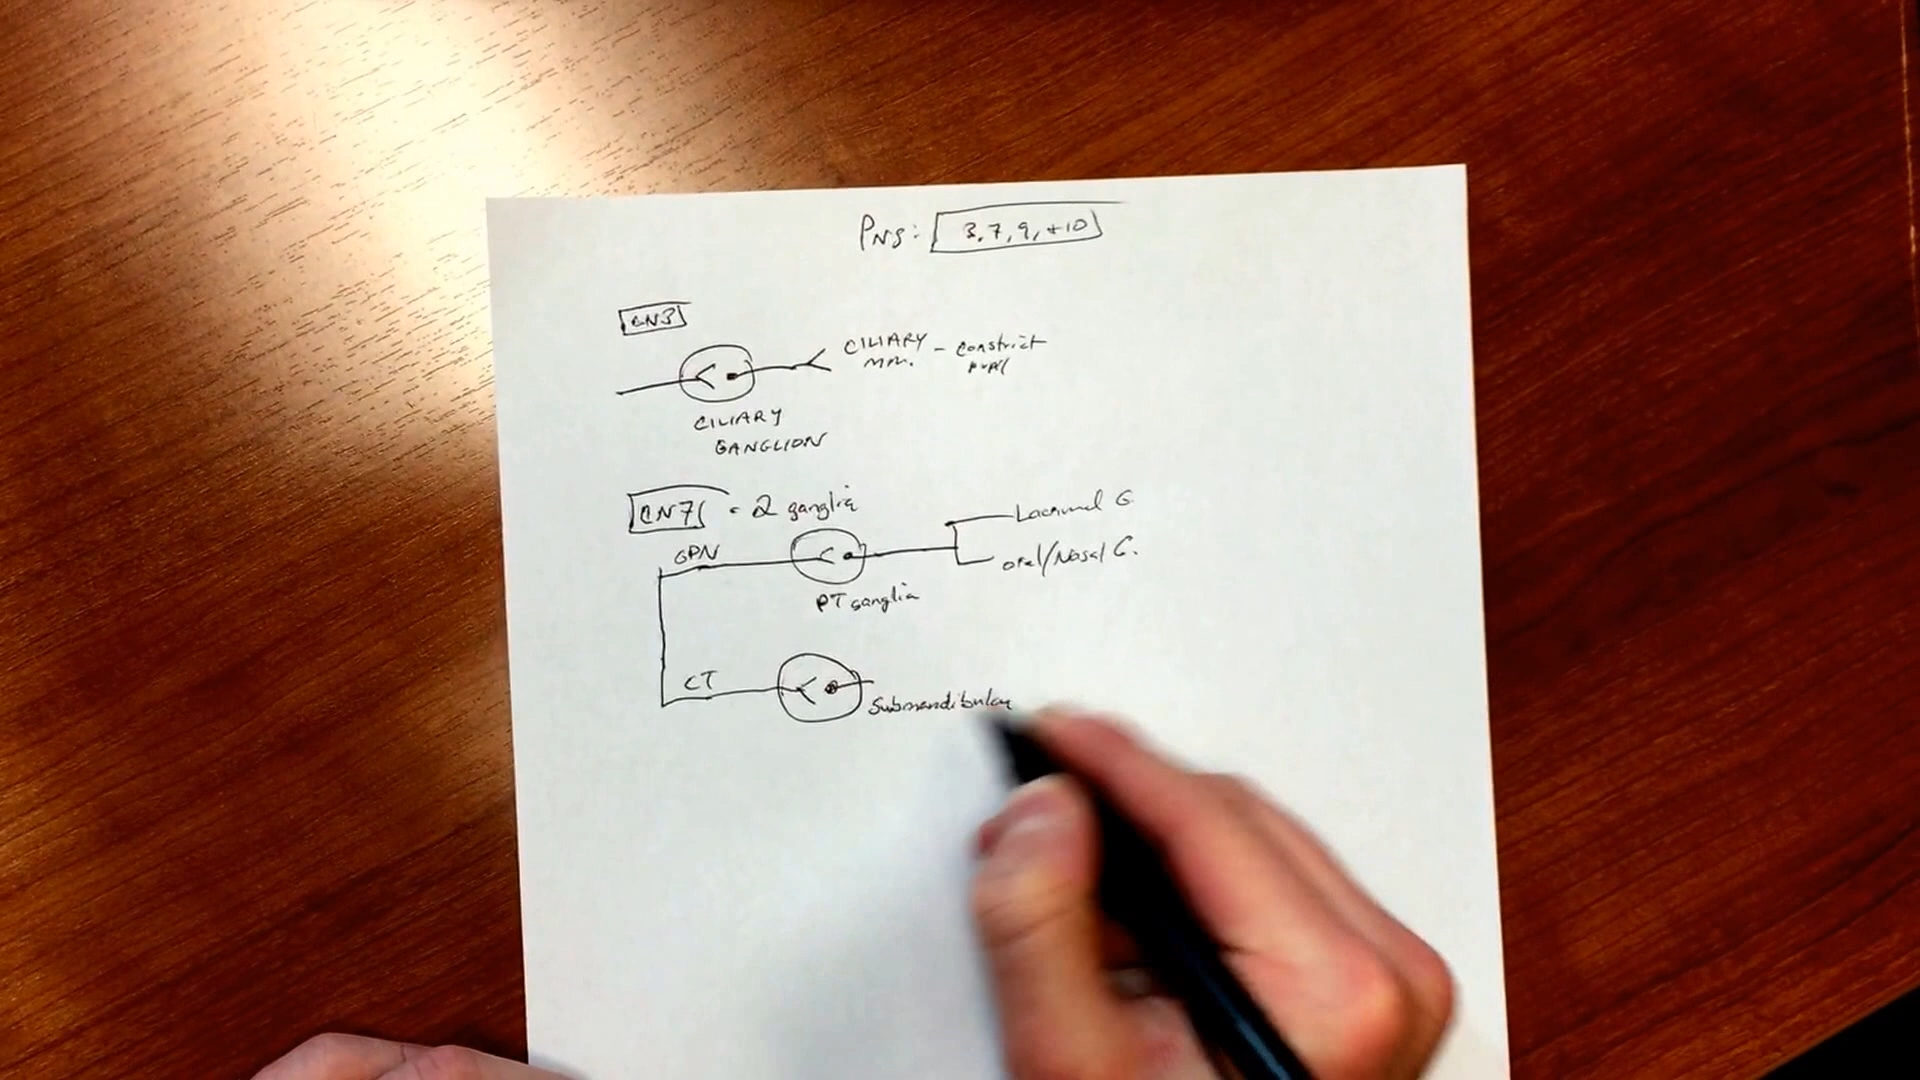 PNS: 3, 7, 9, + 10
CN3
CILIARY - constrict
MM. pupil
CILIARY
GANGLION
CN7 = 2 ganglia
GPN
Lacrimal G
oral/Nasal G.
PT ganglia
CT
Submandibular